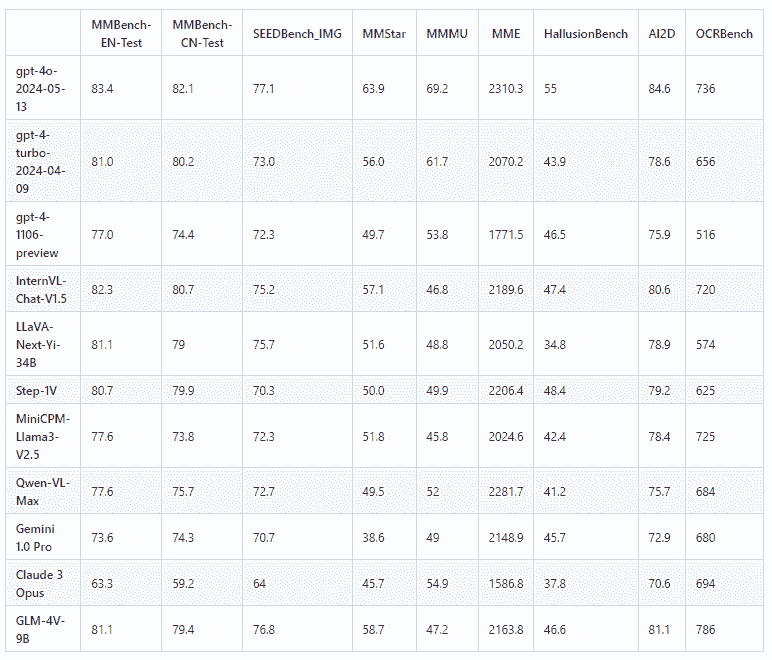 MMBench-EN-Test MMBench-CN-Test SEEDBench_IMG MMStar MMMU MME HallusionBench AI2D OCRBench
gpt-4o-2024-05-13 83.4 82.1 77.1 63.9 69.2 2310.3 55 84.6 736
gpt-4-turbo-2024-04-09 81.0 80.2 73.0 56.0 61.7 2070.2 43.9 78.6 656
gpt-4-1106-preview 77.0 74.4 72.3 49.7 53.8 1771.5 46.5 75.9 516
InternVL-Chat-V1.5 82.3 80.7 75.2 57.1 46.8 2189.6 47.4 80.6 720
LLaVA-Next-Yi-34B 81.1 79 75.7 51.6 48.8 2050.2 34.8 78.9 574
Step-1V 80.7 79.9 70.3 50.0 49.9 2206.4 48.4 79.2 625
MiniCPM-Llama3-V2.5 77.6 73.8 72.3 51.8 45.8 2024.6 42.4 78.4 725
Qwen-VL-Max 77.6 75.7 72.7 49.5 52 2281.7 41.2 75.7 684
Gemini 1.0 Pro 73.6 74.3 70.7 38.6 49 2148.9 45.7 72.9 680
Claude 3 Opus 63.3 59.2 64 45.7 54.9 1586.8 37.8 70.6 694
GLM-4V-9B 81.1 79.4 76.8 58.7 47.2 2163.8 46.6 81.1 786